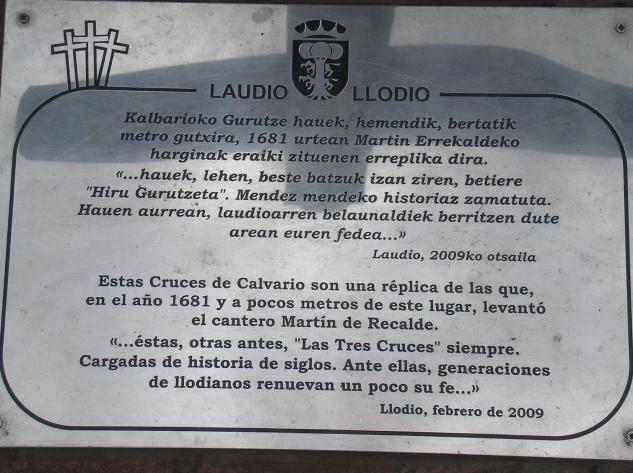 LAUDIO LLODIO
Kalbarioko Gurutze hauek, hemendik, bertatik
metro gutxira, 1681 urtean Martin Errekaldeko
harginak eraiki zituenen erreplika dira.
«...hauek, lehen, beste batzuk izan ziren, betiere
"Hiru Gurutzeta". Mendez mendeko historiaz zamatuta.
Hauen aurrean, laudioarren belaunaldiek berritzen dute
arean euren fedea...»
Laudio, 2009ko otsaila
Estas Cruces de Calvario son una réplica de las que,
en el año 1681 y a pocos metros de este lugar, levantó
el cantero Martín de Recalde.
«...éstas, otras antes, "Las Tres Cruces" siempre.
Cargadas de historia de siglos. Ante ellas, generaciones
de llodianos renuevan un poco su fe...»
Llodio, febrero de 2009